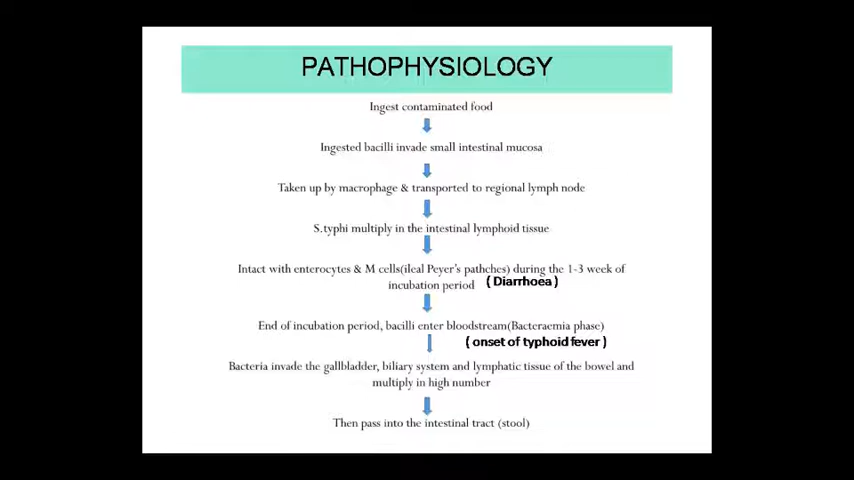 PATHOPHYSIOLOGY
Ingest contaminated food
Ingested bacilli invade small intestinal mucosa
Taken up by macrophage & transported to regional lymph node
S.typhi multiply in the intestinal lymphoid tissue
Intact with enterocytes & M cells(ileal Peyer's pathches) during the 1-3 week of
incubation period ( Diarrhoea )
End of incubation period, bacilli enter bloodstream(Bacteraemia phase)
( onset of typhoid fever )
Bacteria invade the gallbladder, biliary system and lymphatic tissue of the bowel and
multiply in high number
Then pass into the intestinal tract (stool)